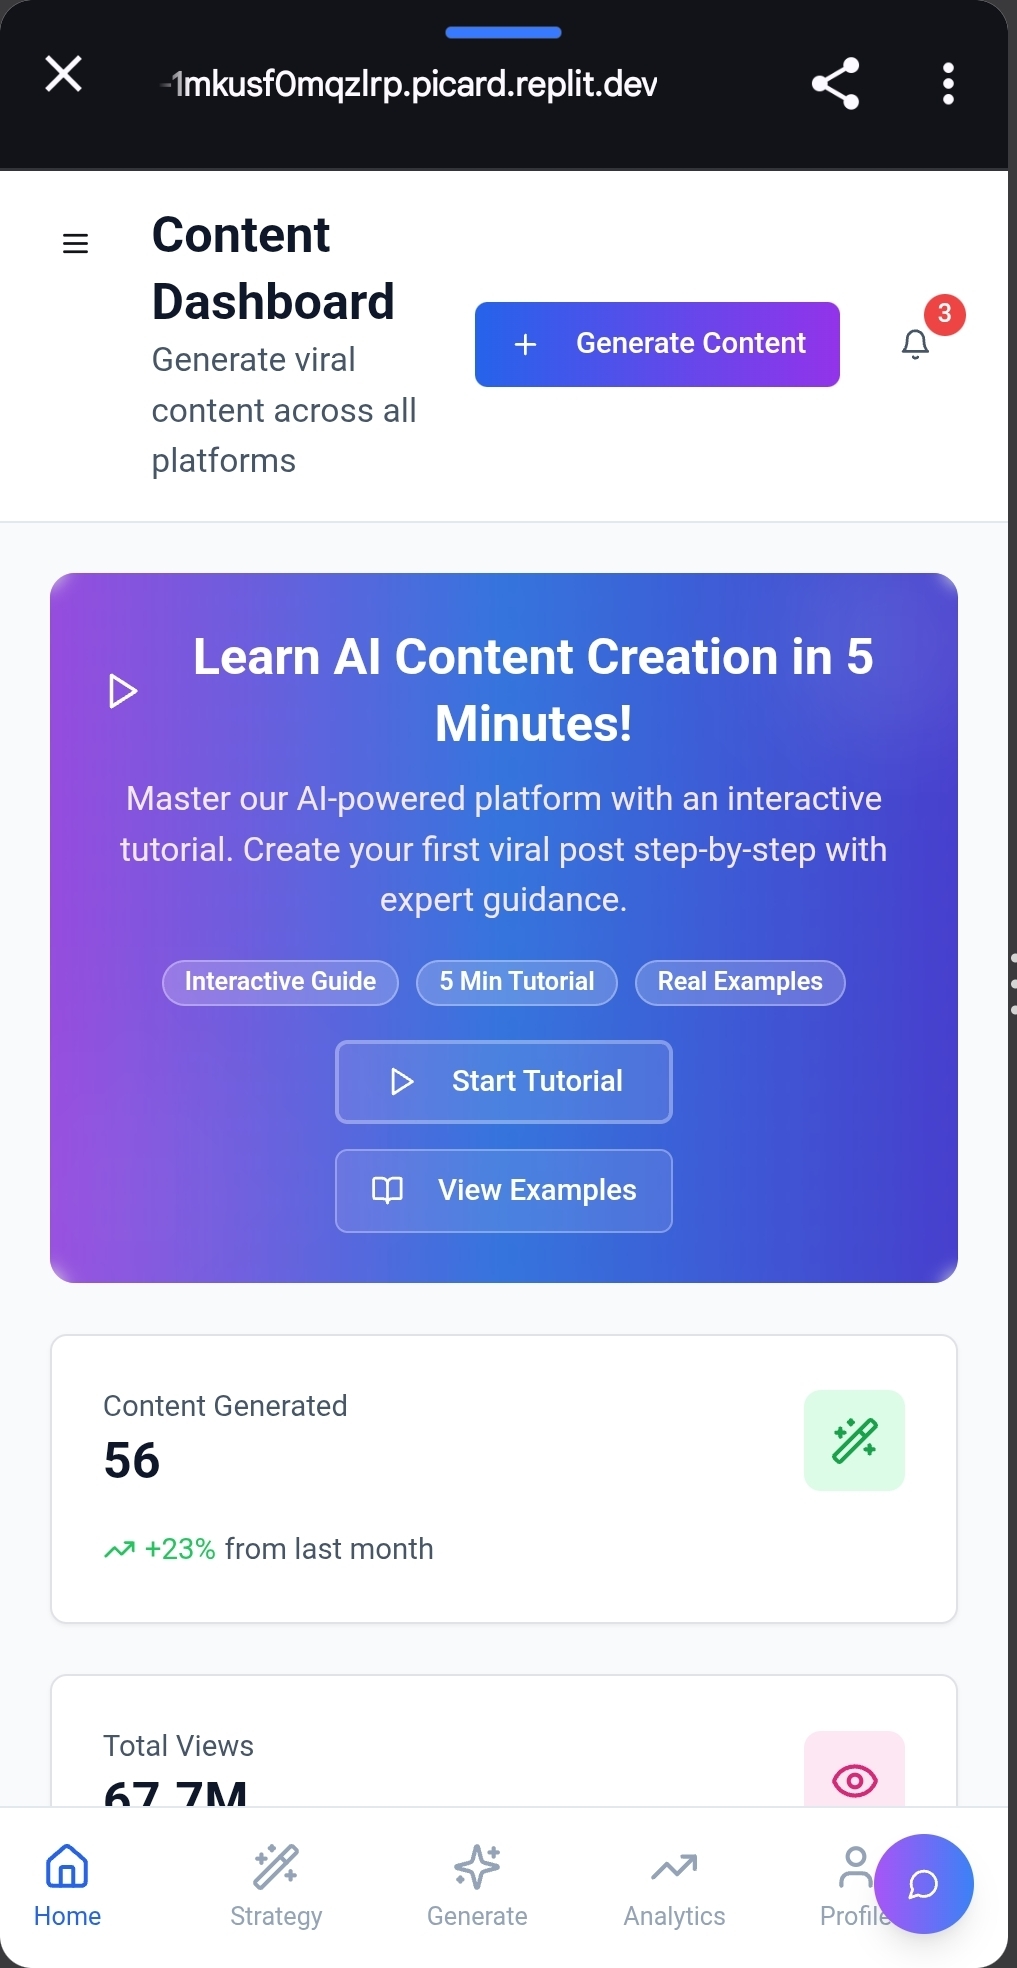 -1mkusf0mqzlrp.picard.replit.dev
Content
Dashboard
Generate viral
content across all
platforms
Generate Content
3
Learn AI Content Creation in 5
Minutes!
Master our AI-powered platform with an interactive
tutorial. Create your first viral post step-by-step with
expert guidance.
Interactive Guide
5 Min Tutorial
Real Examples
Start Tutorial
View Examples
Content Generated
56
+23% from last month
Total Views
67.7M
Home
Strategy
Generate
Analytics
Profile